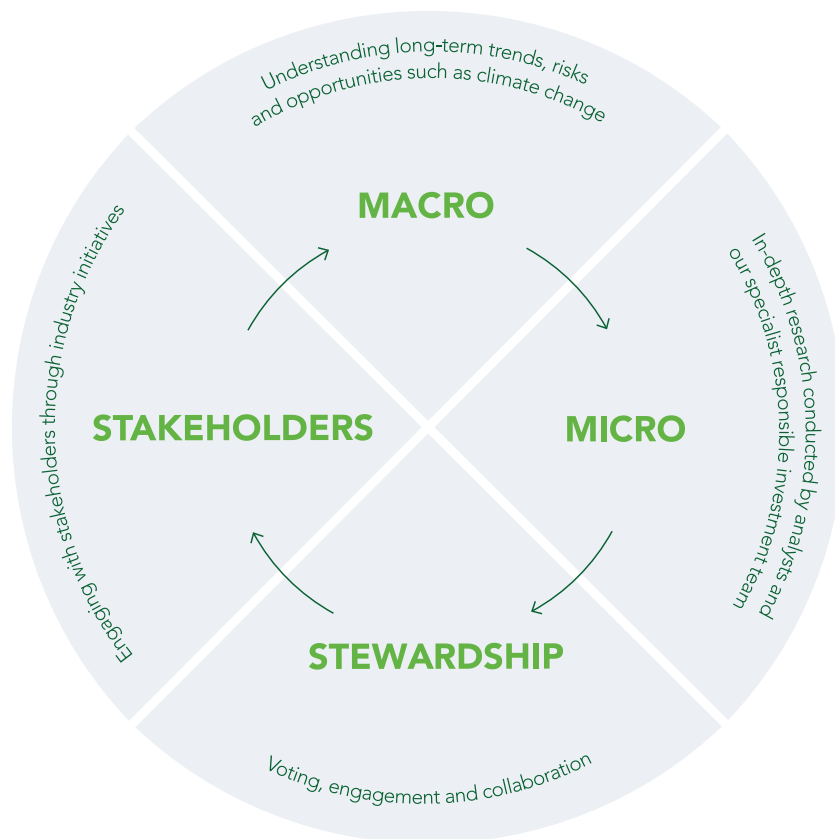 Understanding long-term trends, risks
and opportunities such as climate change
MACRO
In-depth research conducted by analysts and
our specialist responsible investment team
MICRO
STEWARDSHIP
Voting, engagement and collaboration
STAKEHOLDERS
Engaging with stakeholders through industry initiatives